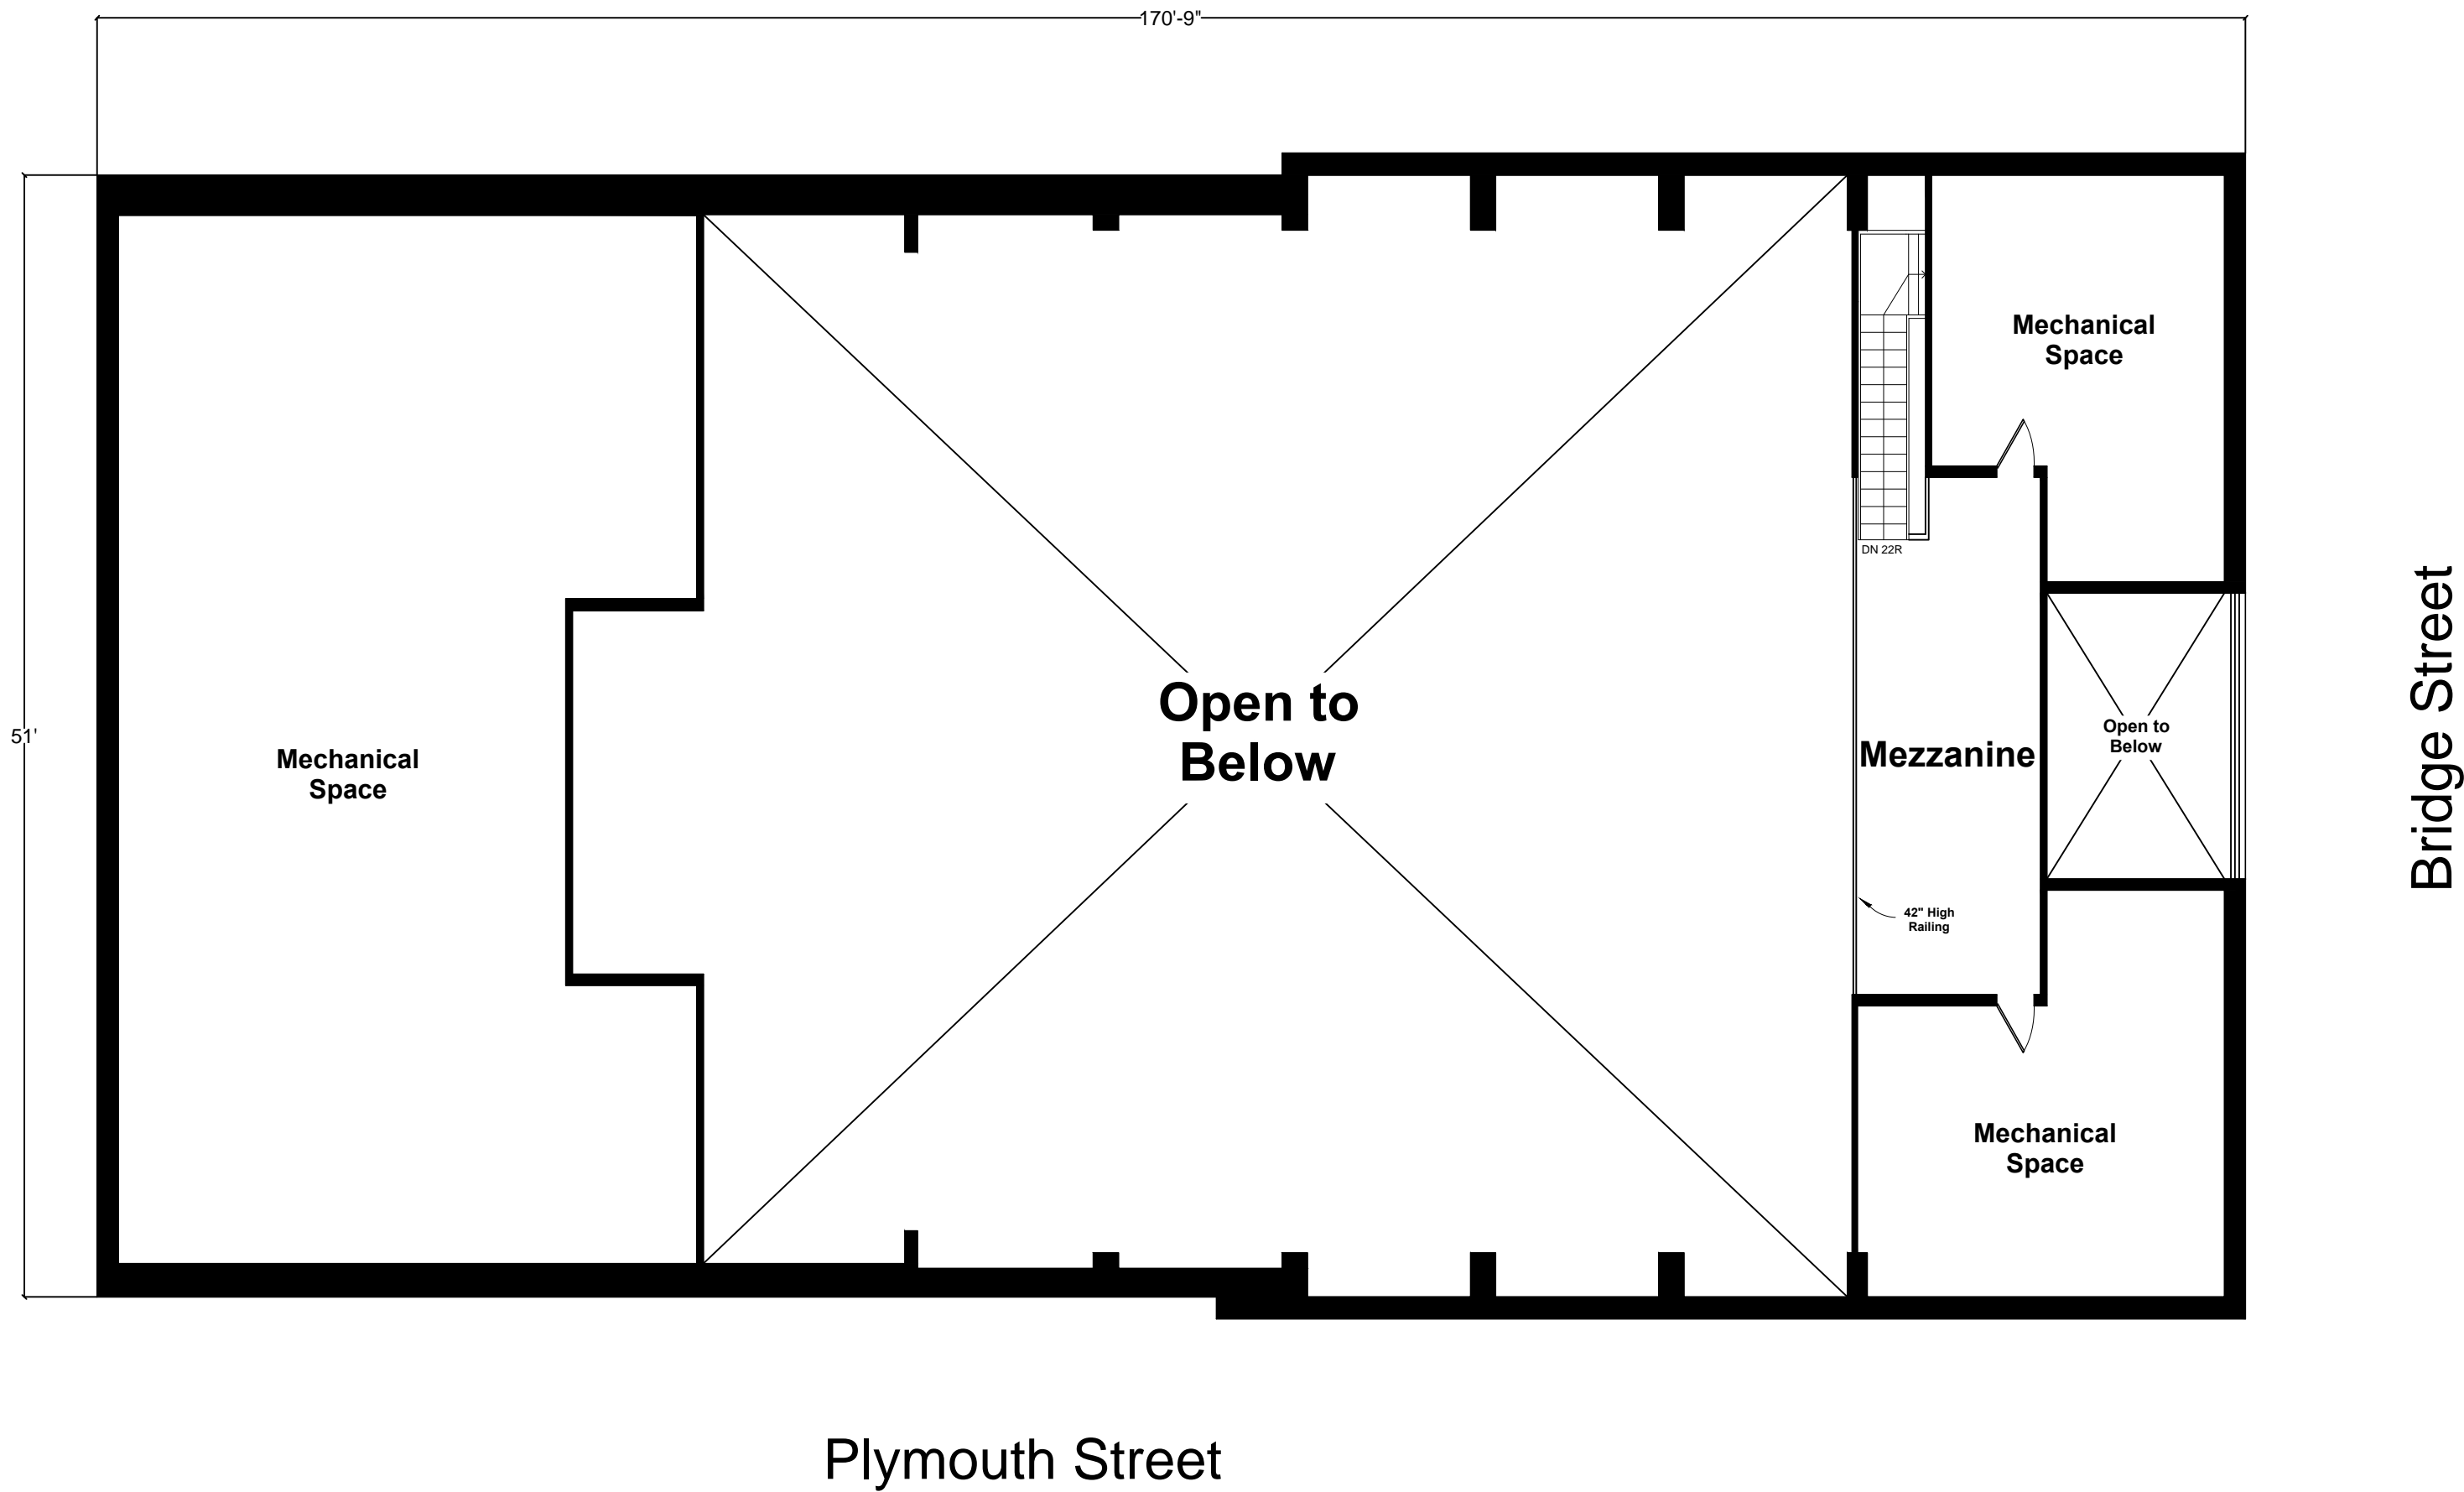 170'-9"
Mechanical
Space
DN 22R
Bridge Street
Open to
Below
Open to
Below
51'
Mezzanine
Mechanical
Space
42" High
Railing
Mechanical
Space
Plymouth Street